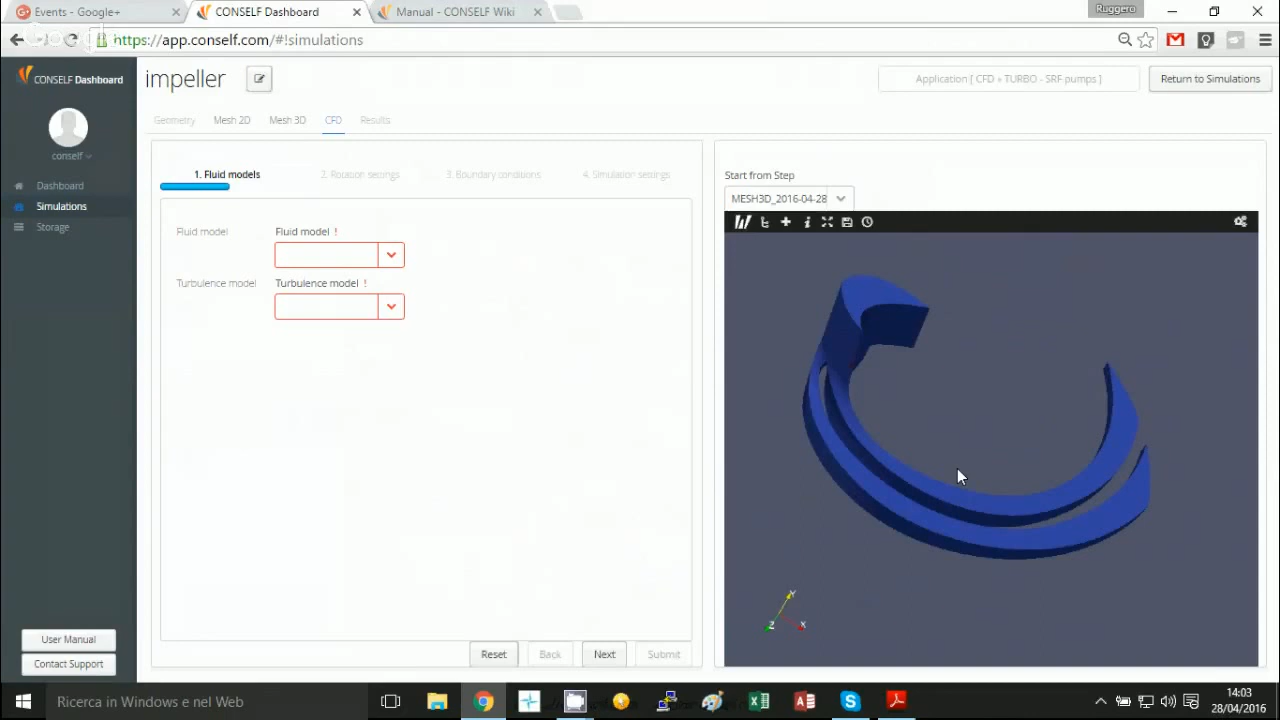 Events - Google+
CONSELF Dashboard
Manual - CONSELF Wiki
Ruggero
https://app.conself.com/#!simulations
CONSELF Dashboard
impeller
Application [ CFD » TURBO - SRF pumps ]
Return to Simulations
Geometry
Mesh 2D
Mesh 3D
CFD
Results
conself
Dashboard
Simulations
Storage
1. Fluid models
2. Rotation settings
3. Boundary conditions
4. Simulation settings
Start from Step
MESH3D_2016-04-28
Fluid model
Fluid model !
Turbulence model
Turbulence model !
Y
Z
X
Reset
Back
Next
Submit
User Manual
Contact Support
Ricerca in Windows e nel Web
14:03
28/04/2016